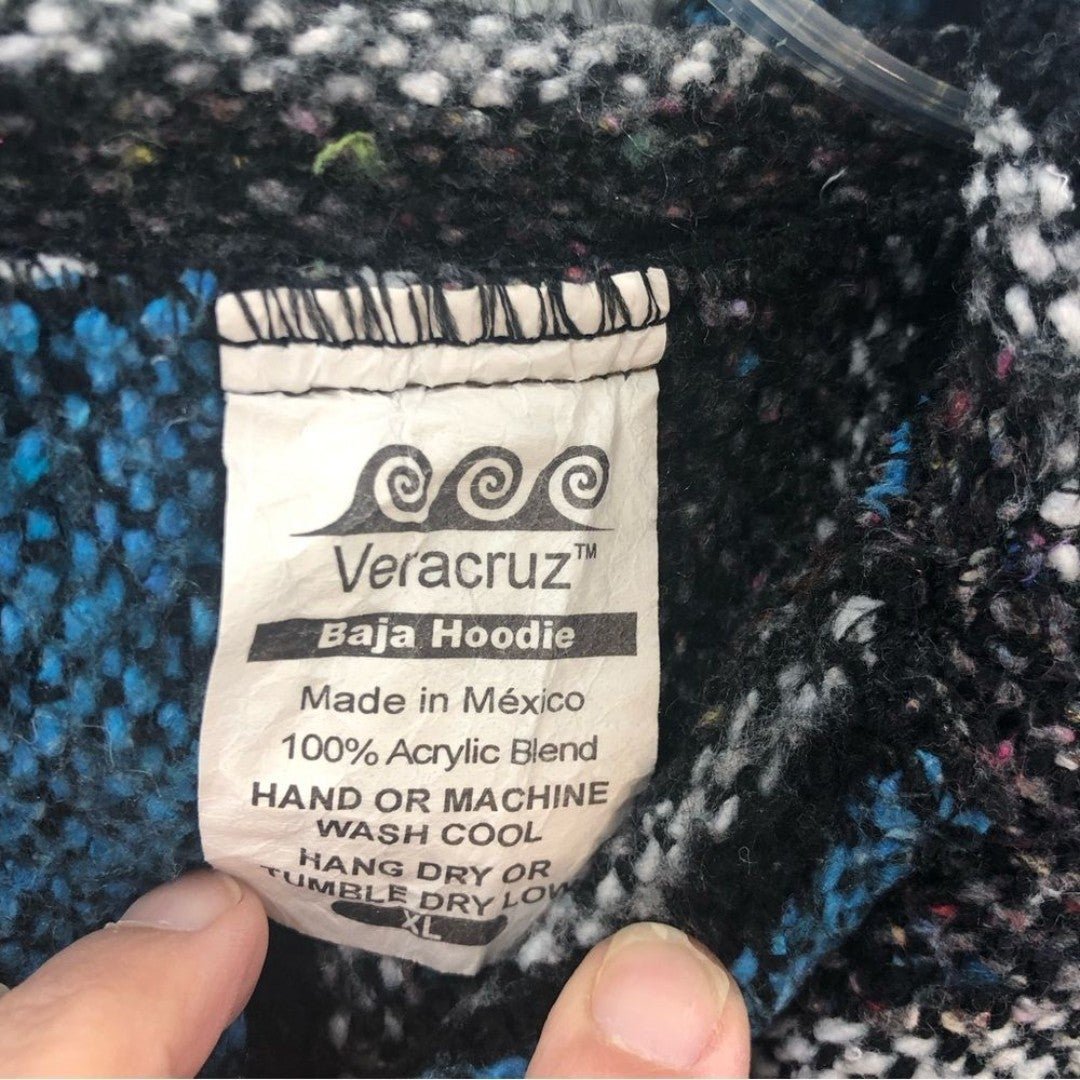 Veracruz™
Baja Hoodie
Made in México
100% Acrylic Blend
HAND OR MACHINE
WASH COOL
HANG DRY OR
TUMBLE DRY LOW
XL